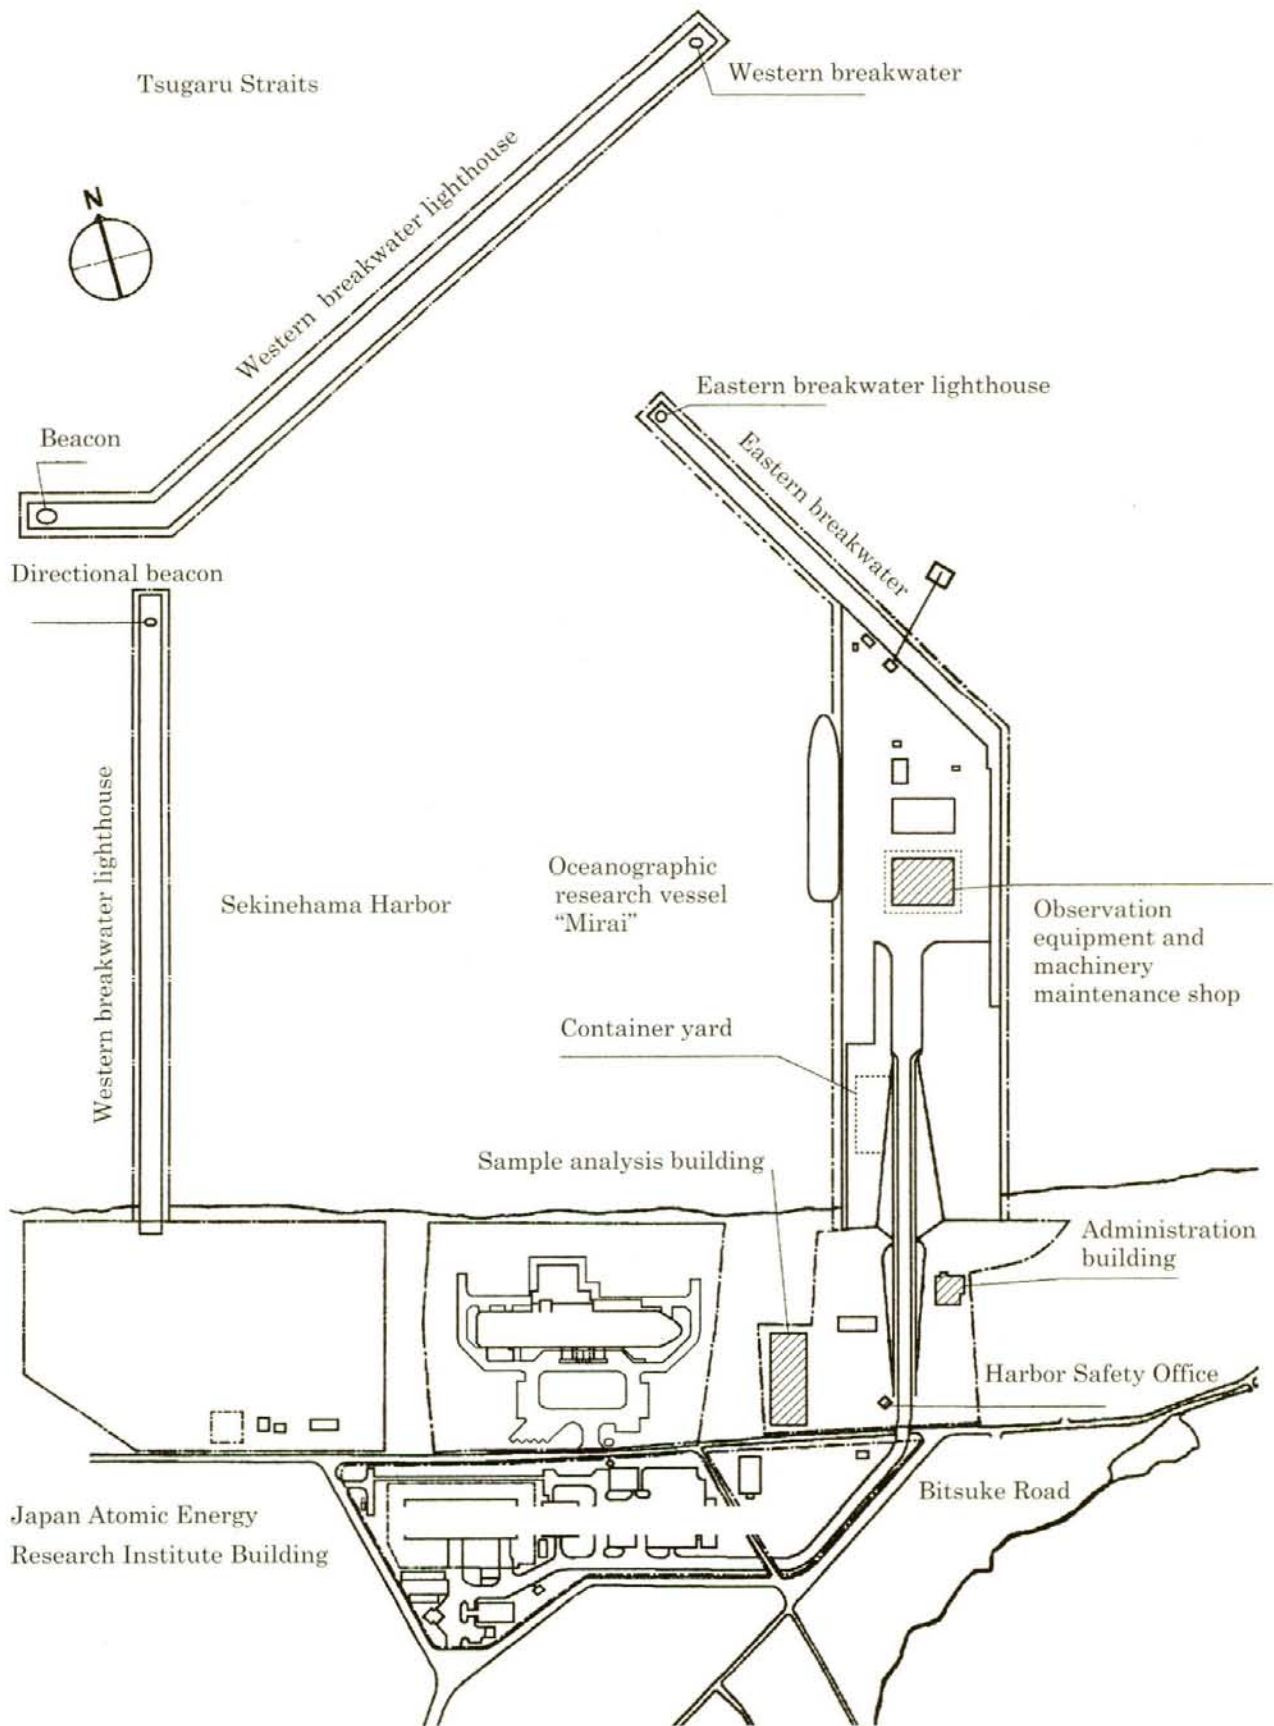 Western breakwater
Tsugaru Straits
Western breakwater lighthouse
N
Eastern breakwater lighthouse
Eastern breakwater
Beacon
Directional beacon
Western breakwater lighthouse
Sekinehama Harbor
Oceanographic
research vessel
“Mirai”
Observation
equipment and
machinery
maintenance shop
Container yard
Sample analysis building
Administration
building
Harbor Safety Office
Bitsuke Road
Japan Atomic Energy
Research Institute Building